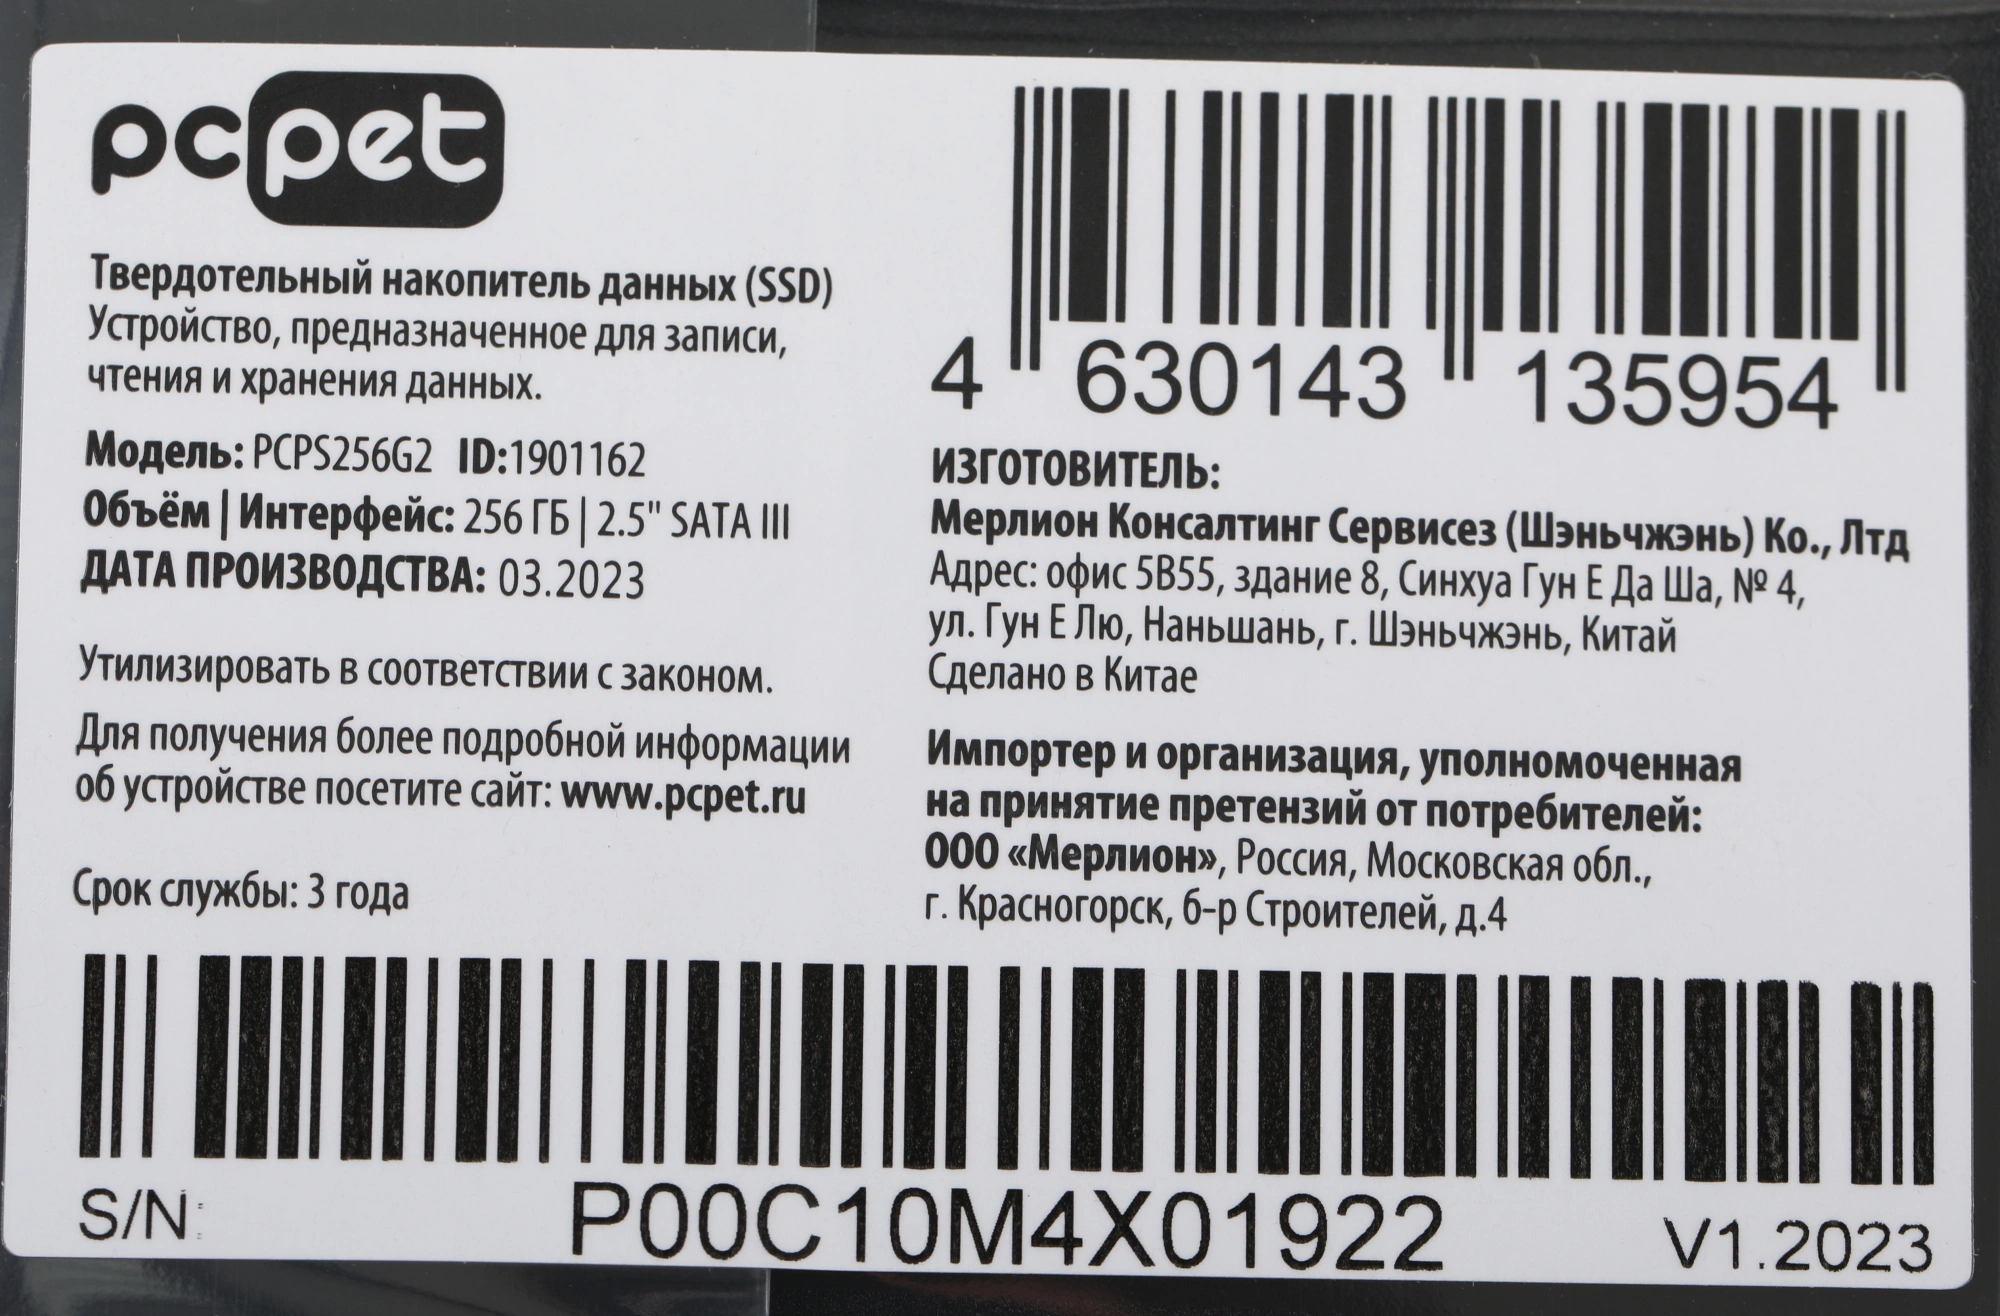 pcpet
Твердотельный накопитель данных (SSD)
Устройство, предназначенное для записи,
чтения и хранения данных.
Модель: PCPS256G2 ID:1901162
Объём | Интерфейс: 256 ГБ | 2.5" SATA III
ДАТА ПРОИЗВОДСТВА: 03.2023
Утилизировать в соответствии с законом.
Для получения более подробной информации
об устройстве посетите сайт: www.pcpet.ru
Срок службы: 3 года
4 630143 135954
ИЗГОТОВИТЕЛЬ:
Мерлион Консалтинг Сервисез (Шэньчжэнь) Ко., Лтд
Адрес: офис 5В55, здание 8, Синхуа Гун Е Да Ша, № 4,
ул. Гун Е Лю, Наньшань, г. Шэньчжэнь, Китай
Сделано в Китае
Импортер и организация, уполномоченная
на принятие претензий от потребителей:
ООО «Мерлион», Россия, Московская обл.,
г. Красногорск, б-р Строителей, д.4
S/N: P00C10M4X01922 V1.2023